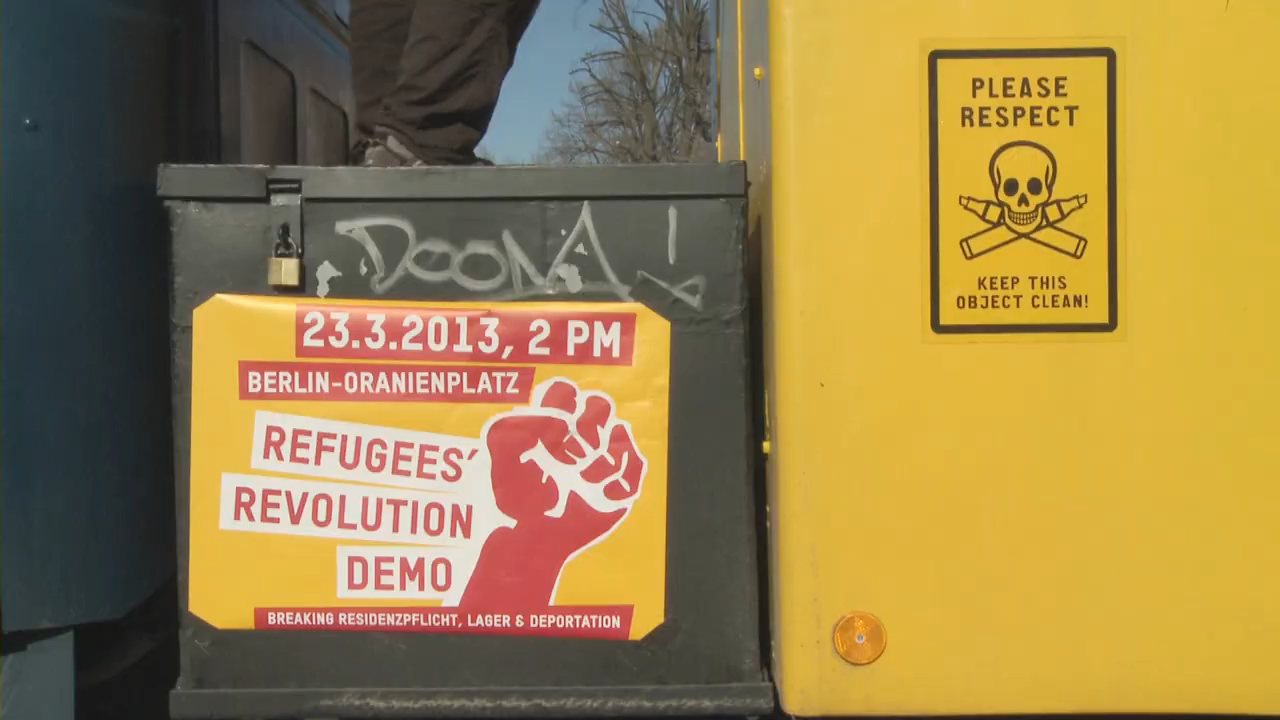 DOOM!
23.3.2013, 2 PM
BERLIN-ORANIENPLATZ
REFUGEES'
REVOLUTION
DEMO
BREAKING RESIDENZPFLICHT, LAGER & DEPORTATION
PLEASE
RESPECT
KEEP THIS
OBJECT CLEAN!